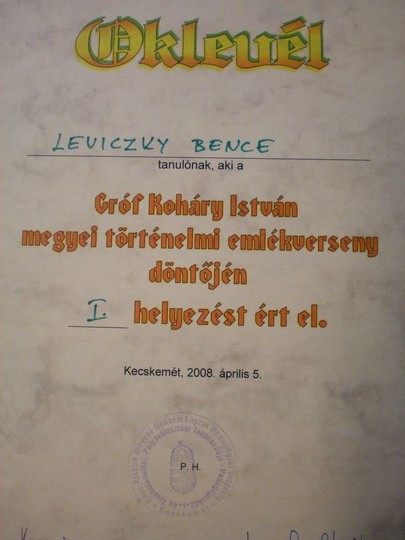 Oklevél
LEVICZKY BENCE
tanulónak, aki a
Gróf Koháry István
megyei történelmi emlékverseny
döntőjén
I. helyezést ért el.
Kecskemét, 2008. április 5.
P. H.